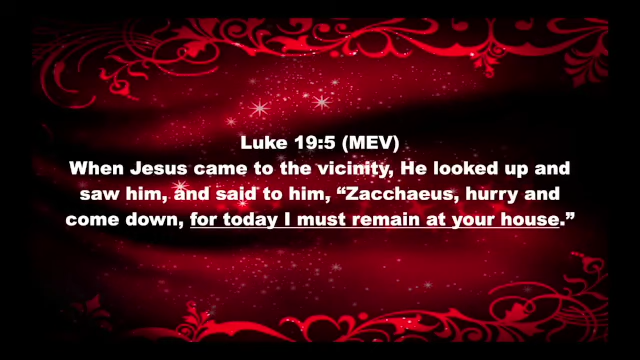 Luke 19:5 (MEV)
When Jesus came to the vicinity, He looked up and
saw him, and said to him, “Zacchaeus, hurry and
come down, for today I must remain at your house.”